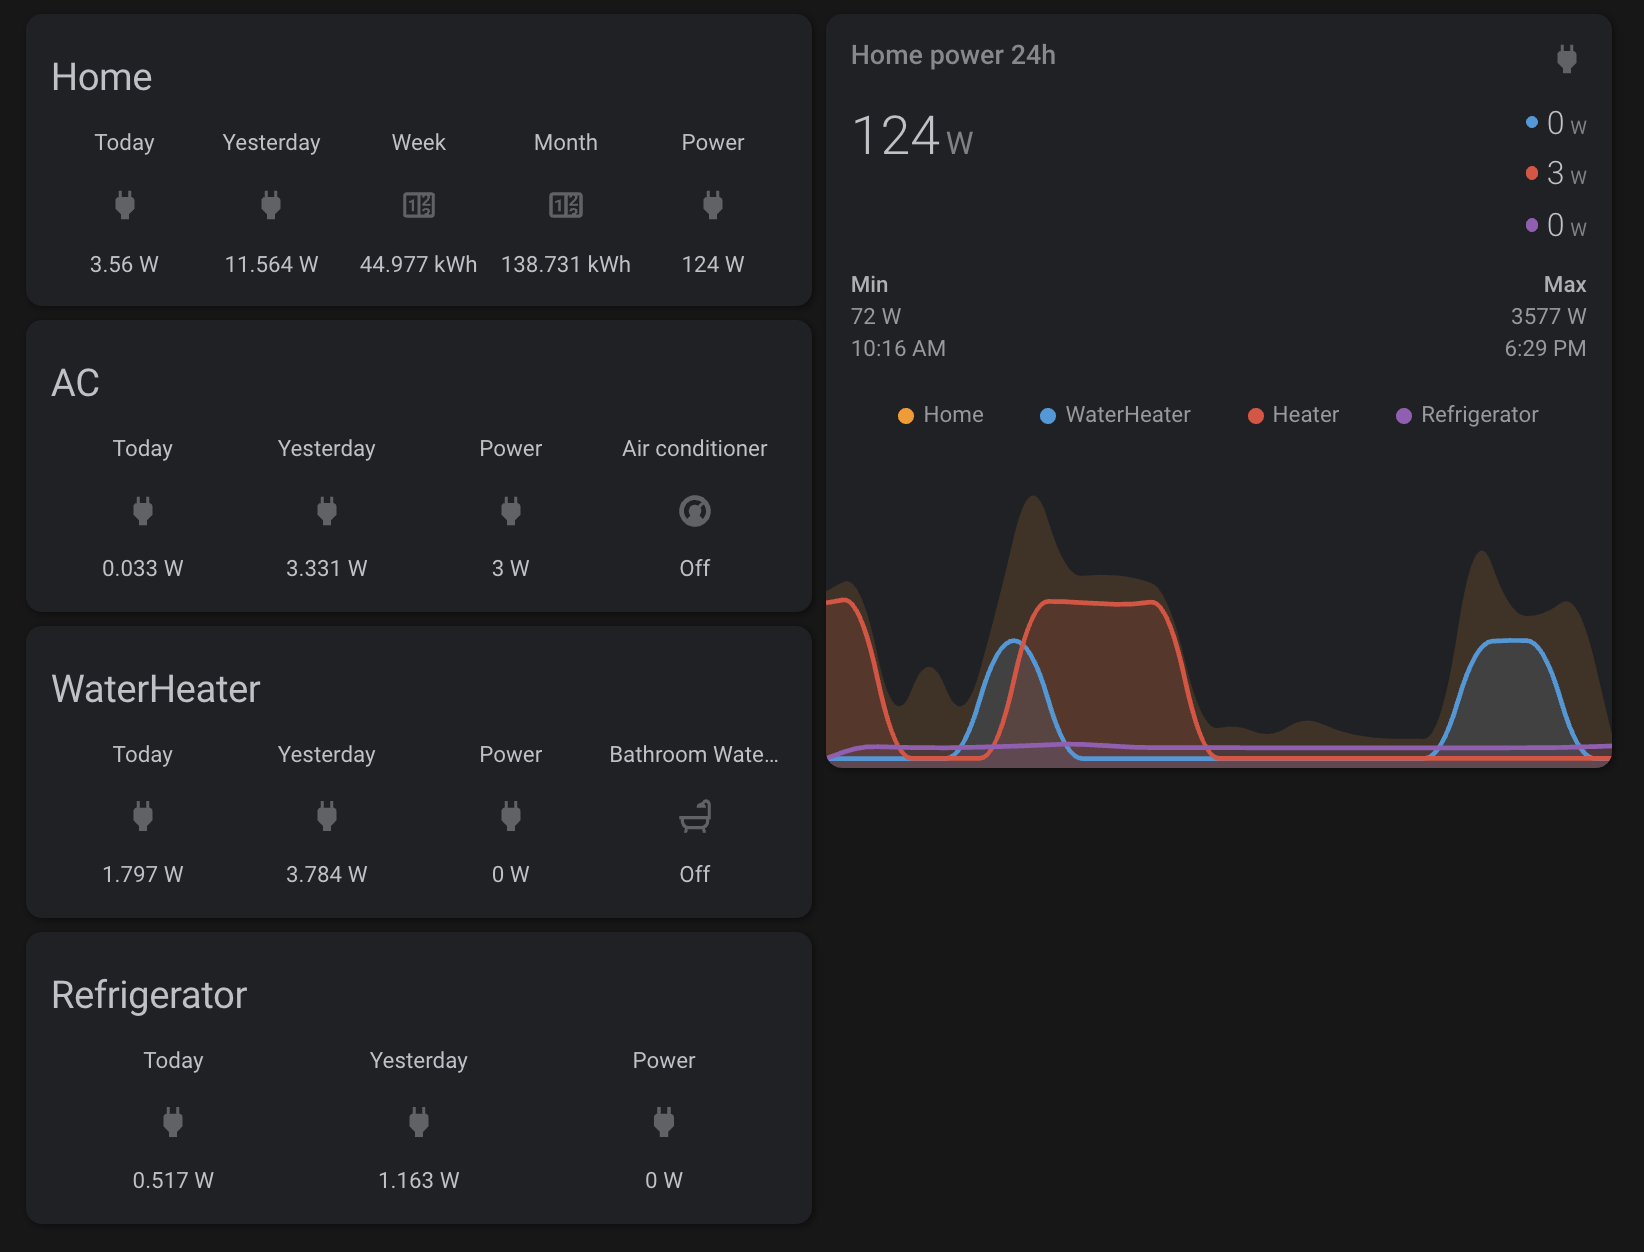 Home
Today Yesterday Week Month Power
3.56 W 11.564 W 44.977 kWh 138.731 kWh 124 W
AC
Today Yesterday Power Air conditioner
0.033 W 3.331 W 3 W Off
WaterHeater
Today Yesterday Power Bathroom Wate...
1.797 W 3.784 W 0 W Off
Refrigerator
Today Yesterday Power
0.517 W 1.163 W 0 W
Home power 24h
124 W
0 W
3 W
0 W
Min Max
72 W 3577 W
10:16 AM 6:29 PM
Home WaterHeater Heater Refrigerator